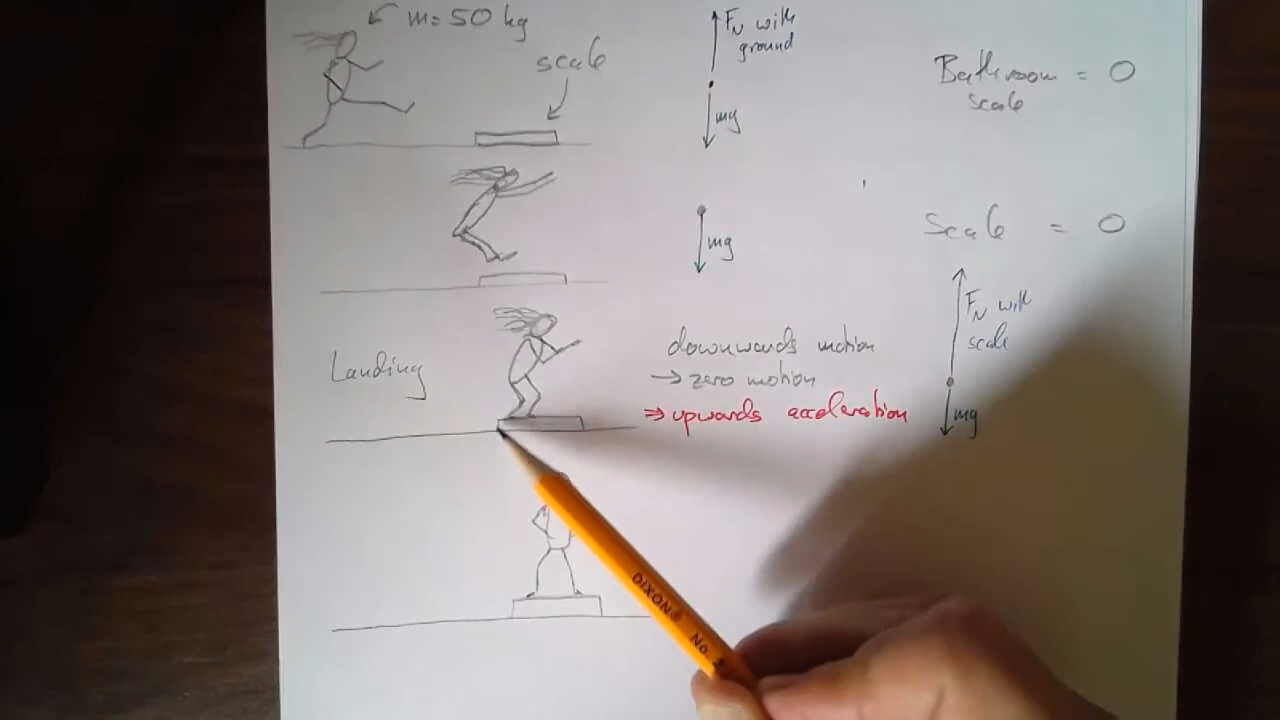 m = 50 kg
scale
F_N with
ground
mg
Bathroom = 0
scale
mg
Scale = 0
Landing
downwards motion
→ zero motion
⇒ upwards acceleration
F_N with
scale
mg
DIXON® No. 2